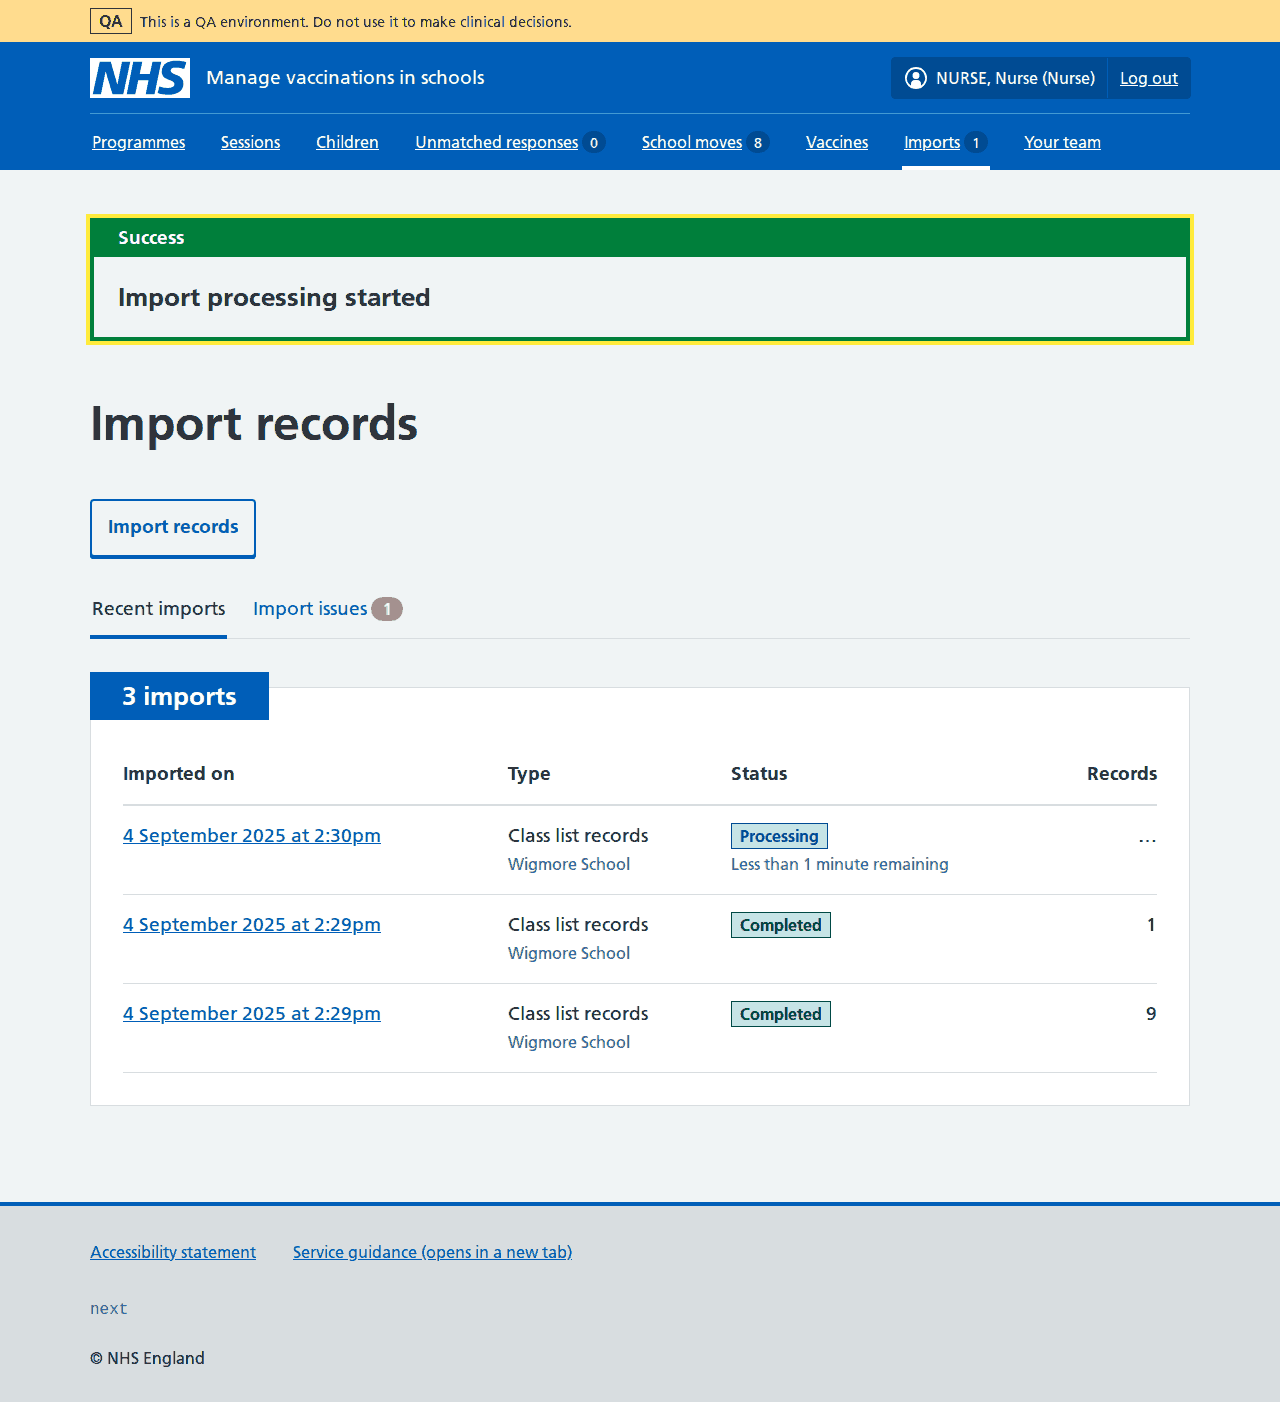 QA This is a QA environment. Do not use it to make clinical decisions.
NHS Manage vaccinations in schools NURSE, Nurse (Nurse) Log out
Programmes Sessions Children Unmatched responses 0 School moves 8 Vaccines Imports 1 Your team
Success
Import processing started
Import records
Import records
Recent imports Import issues 1
3 imports
Imported on Type Status Records
4 September 2025 at 2:30pm Class list records Processing ...
Wigmore School Less than 1 minute remaining
4 September 2025 at 2:29pm Class list records Completed 1
Wigmore School
4 September 2025 at 2:29pm Class list records Completed 9
Wigmore School
Accessibility statement Service guidance (opens in a new tab)
next
© NHS England